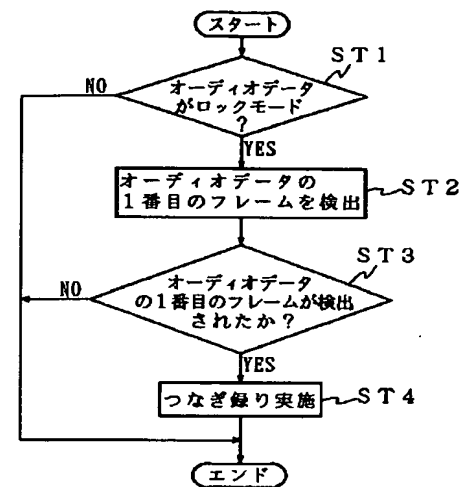 スタート
ST1
オーディオデータ
がロックモード
?
NO
YES
オーディオデータの
1番目のフレームを検出
ST2
ST3
オーディオデータ
の1番目のフレームが検出
されたか?
NO
YES
つなぎ録り実施
ST4
エンド